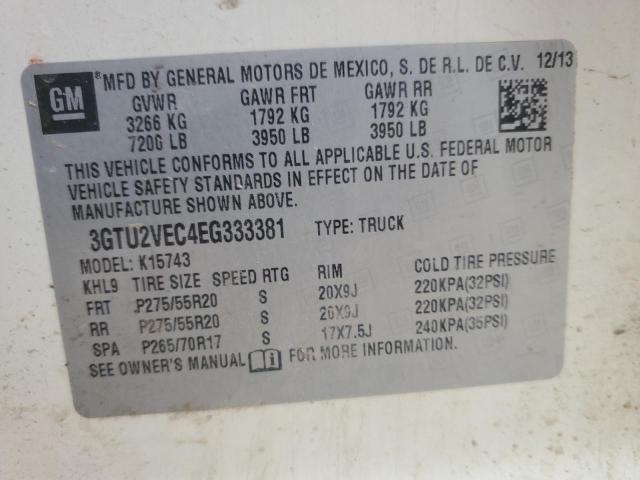 GM ® MFD BY GENERAL MOTORS DE MEXICO, S. DE R.L. DE C.V. 12/13
GVWR GAWR FRT GAWR RR
3266 KG 1792 KG 1792 KG
7200 LB 3950 LB 3950 LB
THIS VEHICLE CONFORMS TO ALL APPLICABLE U.S. FEDERAL MOTOR
VEHICLE SAFETY STANDARDS IN EFFECT ON THE DATE OF
MANUFACTURE SHOWN ABOVE.
3GTU2VEC4EG333381 TYPE: TRUCK
MODEL: K15743
KHL9 TIRE SIZE SPEED RTG RIM COLD TIRE PRESSURE
FRT P275/55R20 S 20X9J 220KPA(32PSI)
RR P275/55R20 S 20X9J 220KPA(32PSI)
SPA P265/70R17 S 17X7.5J 240KPA(35PSI)
SEE OWNER'S MANUAL FOR MORE INFORMATION.